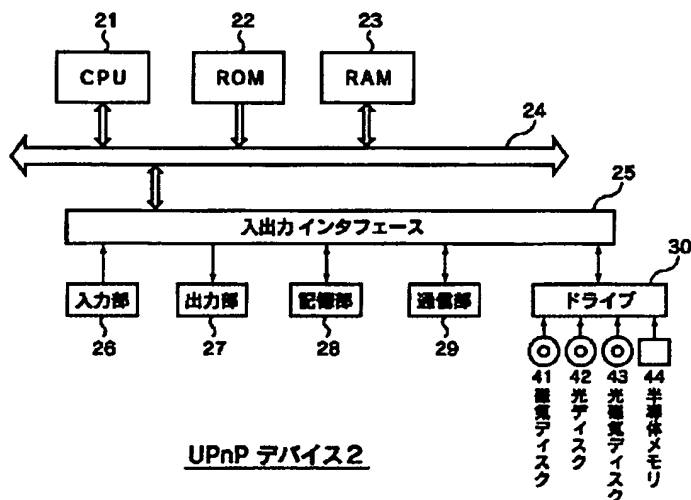 21
22
23
CPU
ROM
RAM
24
25
入出力インタフェース
30
入力部
出力部
記憶部
通信部
ドライブ
26
27
28
29
41
42
43
44
磁気ディスク
光ディスク
光磁気ディスク
半導体メモリ
UPnP デバイス2